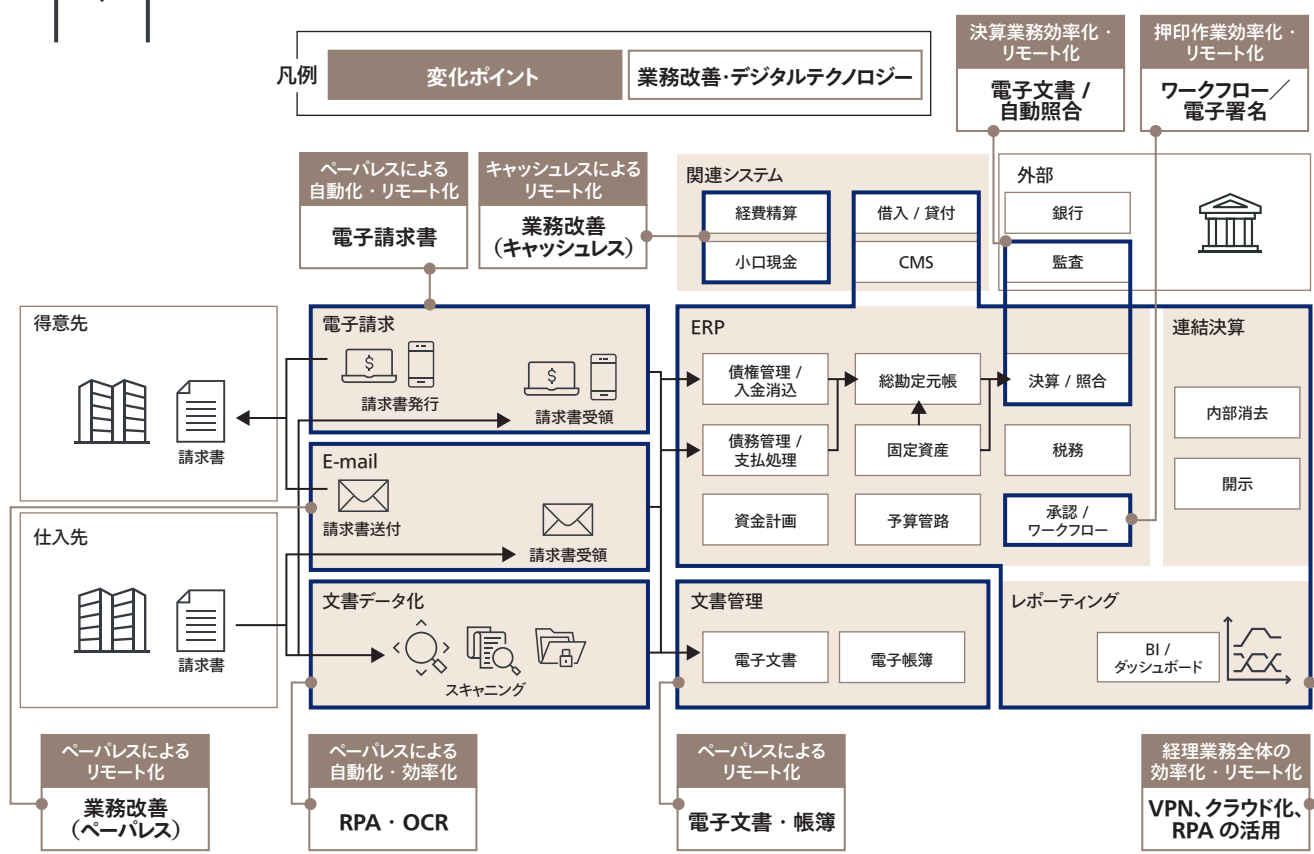 凡例
変化ポイント
業務改善・デジタルテクノロジー
決算業務効率化・
リモート化
電子文書 /
自動照合
押印作業効率化・
リモート化
ワークフロー／
電子署名
ペーパレスによる
自動化・リモート化
電子請求書
キャッシュレスによる
リモート化
業務改善
（キャッシュレス）
関連システム
経費精算
小口現金
借入 / 貸付
CMS
外部
銀行
監査
得意先
請求書
仕入先
請求書
電子請求
$
請求書発行
$
請求書受領
E-mail
請求書送付
請求書受領
文書データ化
スキャニング
ERP
債権管理 /
入金消込
総勘定元帳
決算 / 照合
債務管理 /
支払処理
固定資産
税務
資金計画
予算管路
承認 /
ワークフロー
連結決算
内部消去
開示
文書管理
電子文書
電子帳簿
レポーティング
BI /
ダッシュボード
ペーパレスによる
リモート化
業務改善
（ペーパレス）
ペーパレスによる
自動化・効率化
RPA・OCR
ペーパレスによる
リモート化
電子文書・帳簿
経理業務全体の
効率化・リモート化
VPN、クラウド化、
RPA の活用